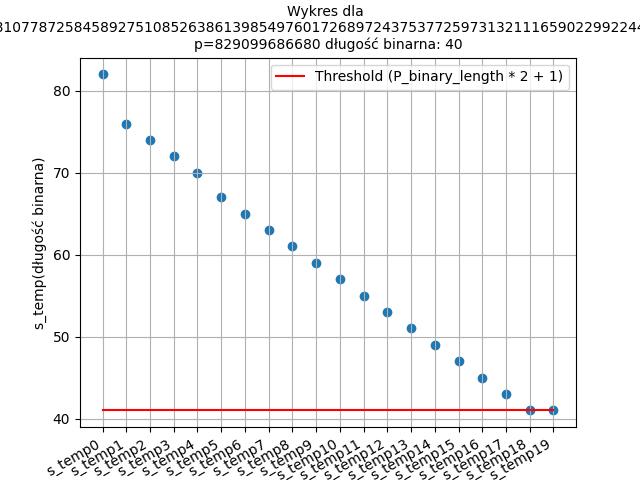 Wykres dla
p=829099686680 długość binarna: 40
Threshold (P_binary_length * 2 + 1)
s_temp(długość binarna)
80
70
60
50
40
s_temp0
s_temp1
s_temp2
s_temp3
s_temp4
s_temp5
s_temp6
s_temp7
s_temp8
s_temp9
s_temp10
s_temp11
s_temp12
s_temp13
s_temp14
s_temp15
s_temp16
s_temp17
s_temp18
s_temp19